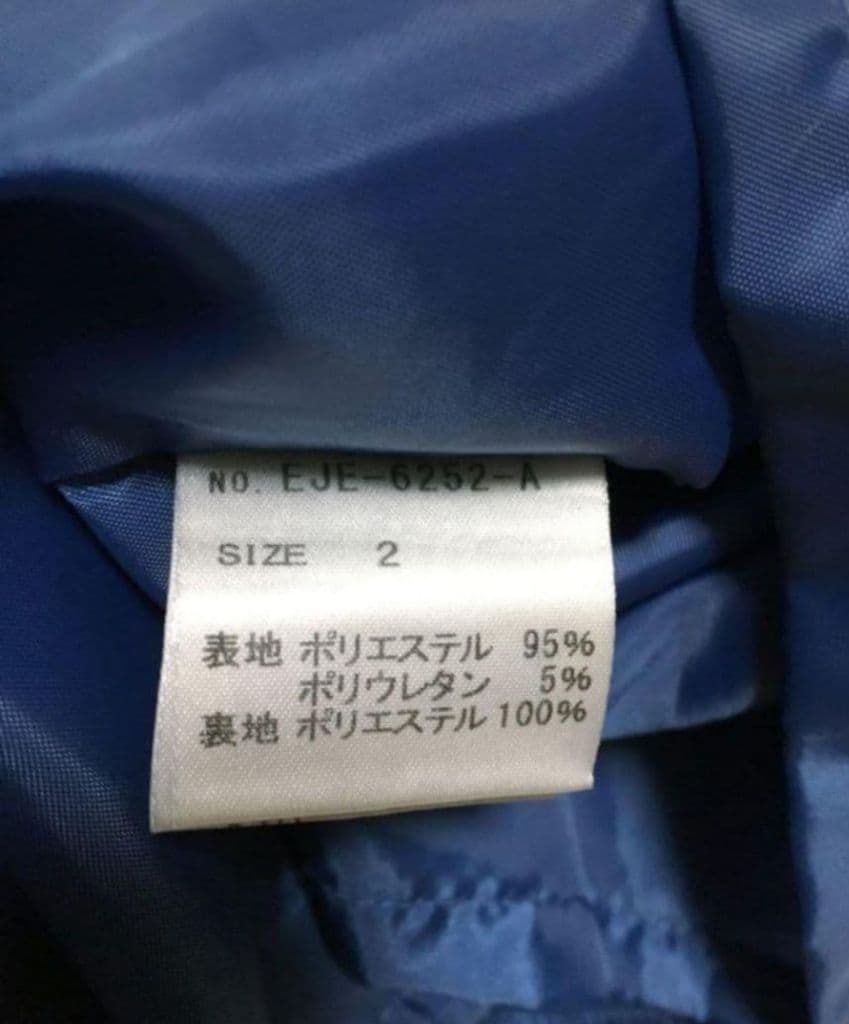 NO. EJE-6252-A
SIZE 2
表地 ポリエステル 95%
ポリウレタン 5%
裏地 ポリエステル 100%